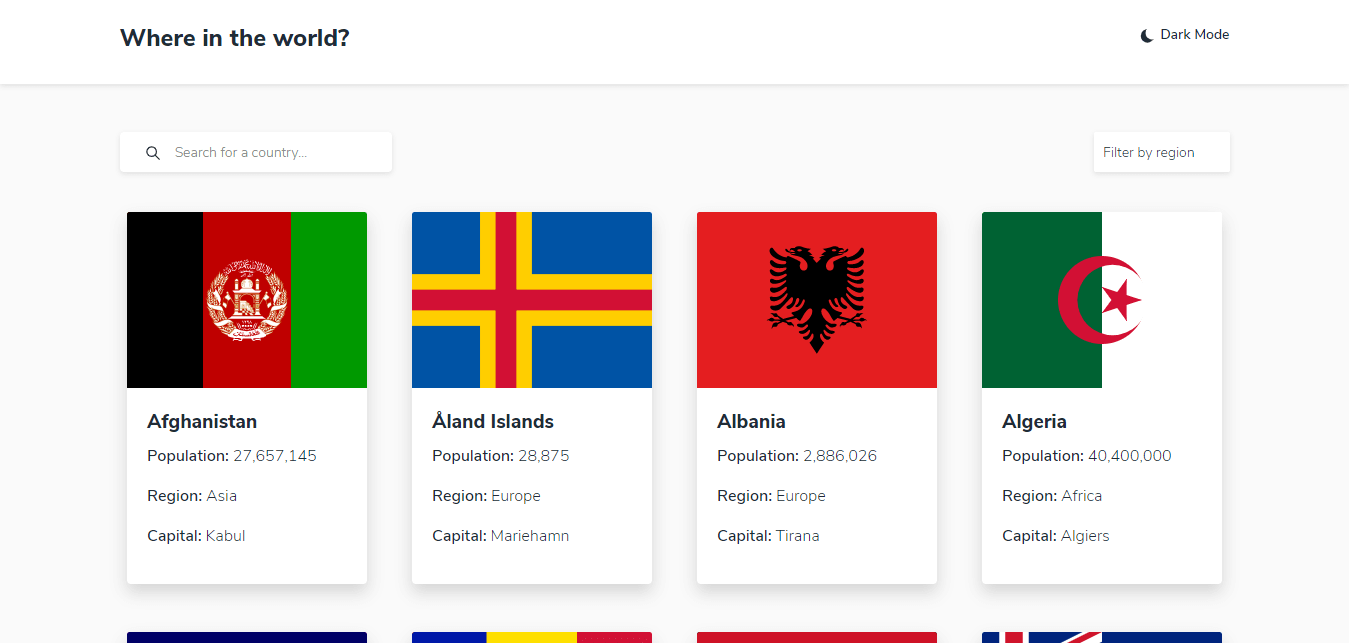 Where in the world?
Dark Mode
Search for a country...
Filter by region
Afghanistan
Population: 27,657,145
Region: Asia
Capital: Kabul
Åland Islands
Population: 28,875
Region: Europe
Capital: Mariehamn
Albania
Population: 2,886,026
Region: Europe
Capital: Tirana
Algeria
Population: 40,400,000
Region: Africa
Capital: Algiers